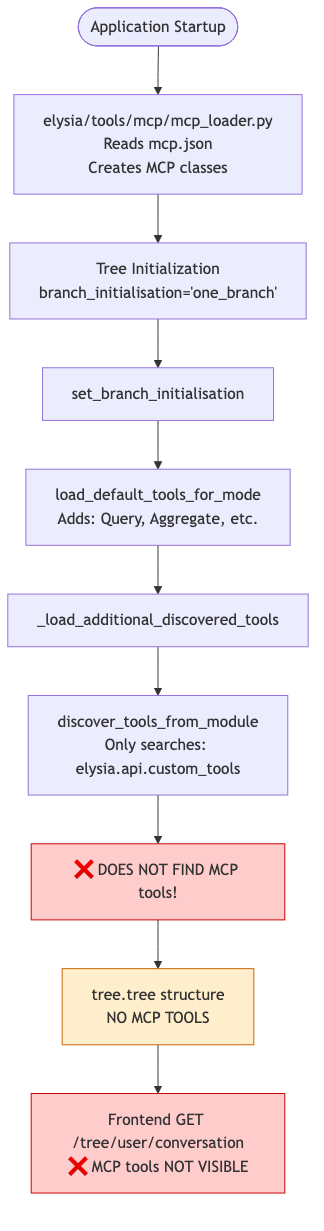 Application Startup
elysia/tools/mcp/mcp_loader.py
Reads mcp.json
Creates MCP classes
Tree Initialization
branch_initialisation='one_branch'
set_branch_initialisation
load_default_tools_for_mode
Adds: Query, Aggregate, etc.
_load_additional_discovered_tools
discover_tools_from_module
Only searches:
elysia.api.custom_tools
❌ DOES NOT FIND MCP
tools!
tree.tree structure
NO MCP TOOLS
Frontend GET
/tree/user/conversation
❌ MCP tools NOT VISIBLE